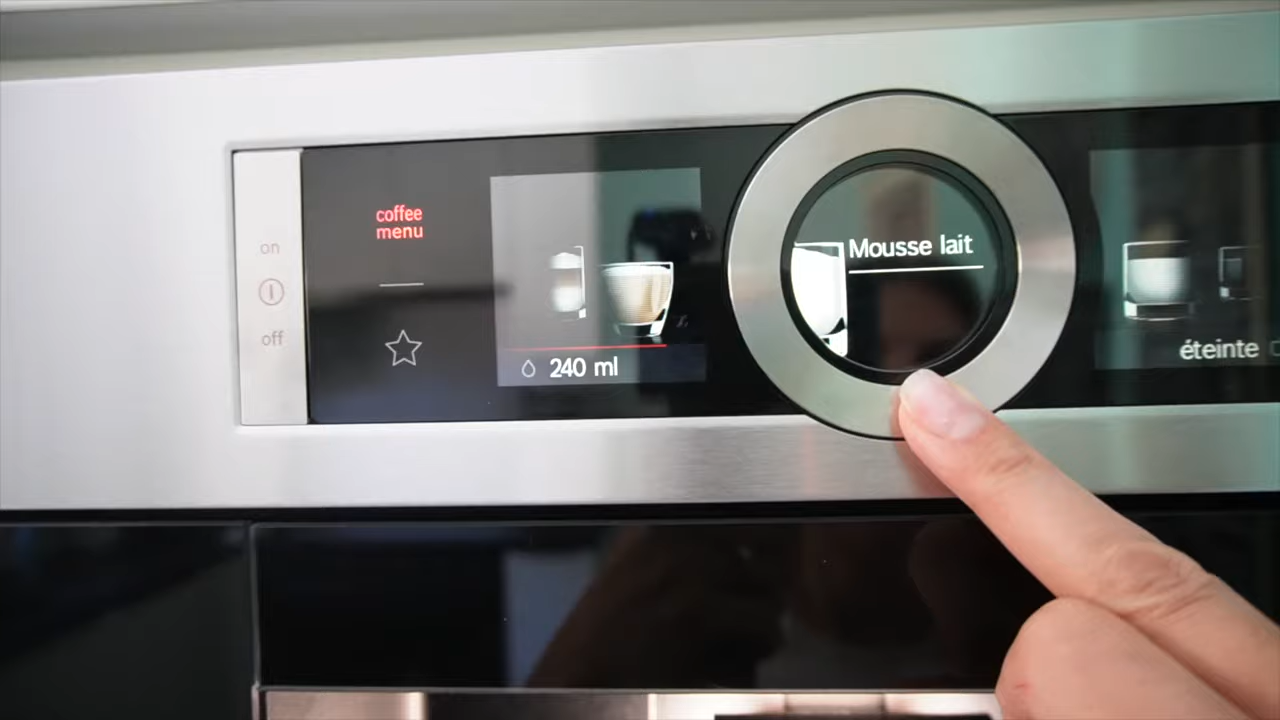 on
off
coffee
menu
240 ml
Mousse lait
éteinte